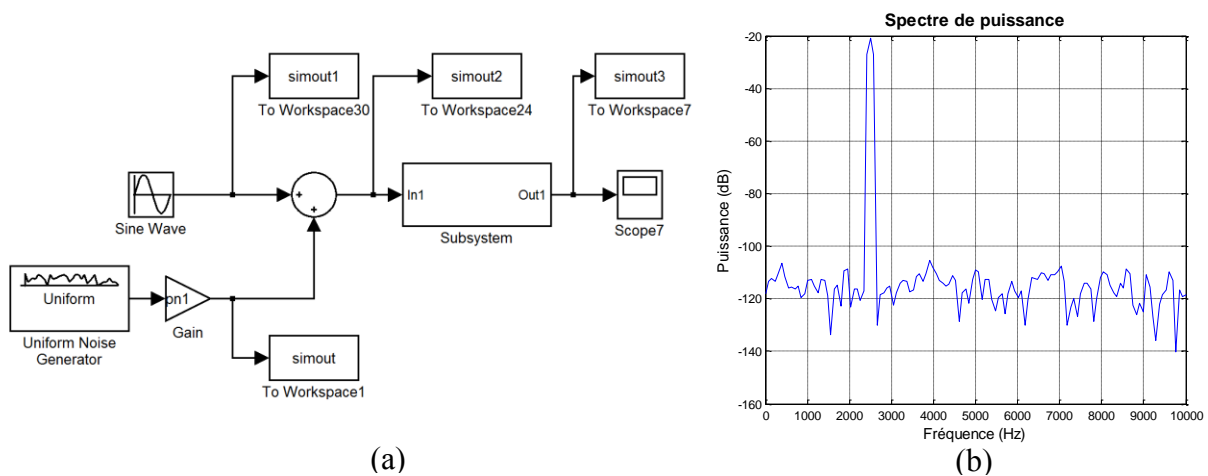 simout1
To Workspace30
simout2
To Workspace24
simout3
To Workspace7
Sine Wave
+
+
In1
Out1
Subsystem
Scope7
Uniform
Uniform Noise
Generator
pn1
Gain
simout
To Workspace1
(a)
Spectre de puissance
Puissance (dB)
-20
-40
-60
-80
-100
-120
-140
-160
0 1000 2000 3000 4000 5000 6000 7000 8000 9000 10000
Fréquence (Hz)
(b)